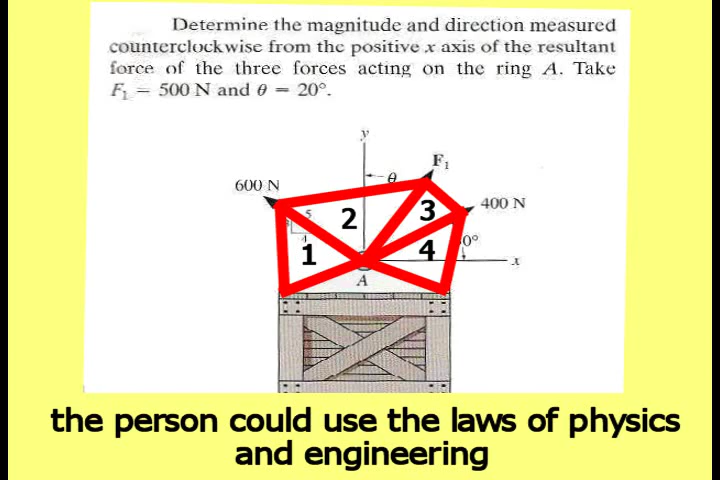 Determine the magnitude and direction measured
counterclockwise from the positive x axis of the resultant
force of the three forces acting on the ring A. Take
F₁ = 500 N and θ = 20°.
y
F₁
θ
600 N
400 N
5
2
3
4
1
4
0°
x
A
the person could use the laws of physics
and engineering